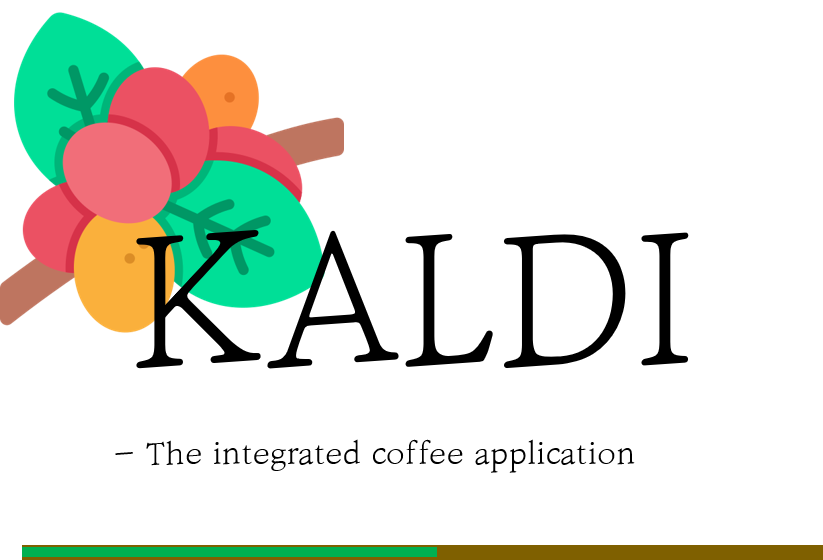 KALDI
– The integrated coffee application